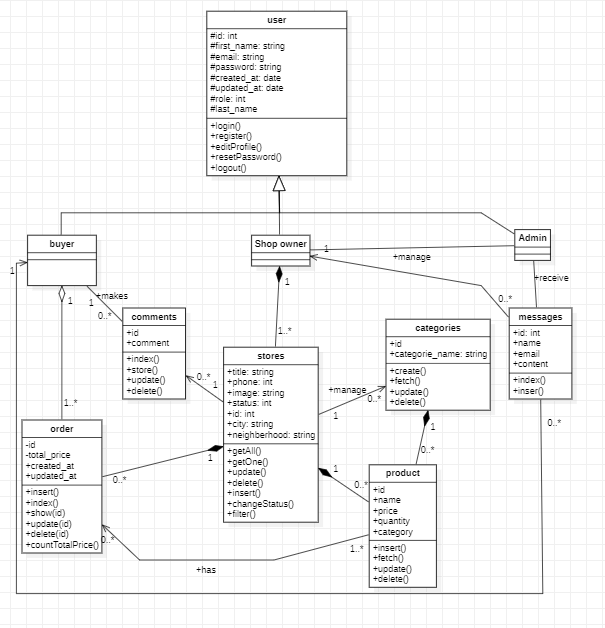 user
#id: int
#first_name: string
#email: string
#password: string
#created_at: date
#updated_at: date
#role: int
#last_name
+login()
+register()
+editProfile()
+resetPassword()
+logout()
buyer
Shop owner
Admin
1
+manage
1
1
+receive
1
1
+makes
0..*
0..*
comments
+id
+comment
+index()
+store()
+update()
+delete()
1..*
messages
+id: int
+name
+email
+content
+index()
+inser()
categories
+id
+categorie_name: string
+create()
+fetch()
+update()
+delete()
stores
+title: string
+phone: int
+image: string
+status: int
+id: int
+city: string
+neighberhood: string
+getAll()
+getOne()
+update()
+delete()
+insert()
+changeStatus()
+filter()
0..*
1
+manage
1
0..*
1..*
0..*
1
0..*
order
-id
-total_price
+created_at
+updated_at
+insert()
+index()
+show(id)
+update(id)
+delete(id)
+countTotalPrice()
0..*
1
1
0..*
product
+id
+name
+price
+quantity
+category
+insert()
+fetch()
+update()
+delete()
0..*
1..*
+has